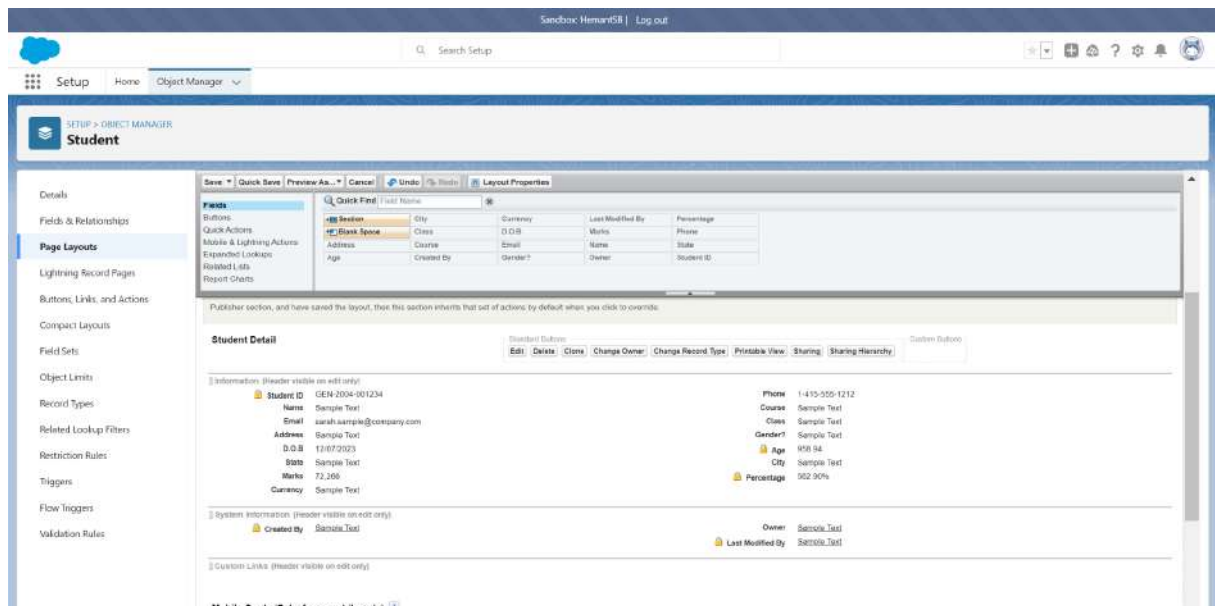 Sandbox: HemantSB | Log out
Search Setup
Setup Home Object Manager
SETUP > OBJECT MANAGER
Student
Details
Fields & Relationships
Page Layouts
Lightning Record Pages
Buttons, Links, and Actions
Compact Layouts
Field Sets
Object Limits
Record Types
Related Lookup Filters
Restriction Rules
Triggers
Flow Triggers
Validation Rules
Save Quick Save Preview As... Cancel Undo Redo Layout Properties
Fields
Buttons
Quick Actions
Mobile & Lightning Actions
Expanded Lookups
Related Lists
Report Charts
Quick Find Field Name
Section City Currency Last Modified By Percentage
Blank Space Class D.O.B Marks Phone
Address Course Email Name State
Age Created By Gender? Owner Student ID
Publisher section, and have saved the layout, then this section inherits that set of actions by default when you click to override.
Student Detail
Standard Buttons
Edit Delete Clone Change Owner Change Record Type Printable View Sharing Sharing Hierarchy
Custom Buttons
Information (Header visible on edit only)
Student ID GEN-2004-001234
Name Sample Text
Email sarah.sample@company.com
Address Sample Text
D.O.B 12/07/2023
State Sample Text
Marks 72,266
Currency Sample Text
Phone 1-415-555-1212
Course Sample Text
Class Sample Text
Gender? Sample Text
Age 958.94
City Sample Text
Percentage
System Information (Header visible on edit only)
Created By Sample Text
Owner Sample Text
Last Modified By Sample Text
Custom Links (Header visible on edit only)